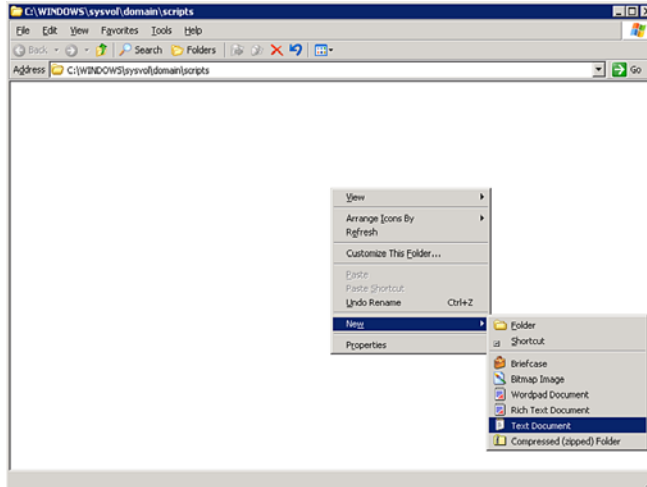 C:\WINDOWS\sysvol\domain\scripts
File Edit View Favorites Tools Help
Back Search Folders
Address C:\WINDOWS\sysvol\domain\scripts Go
View
Arrange Icons By
Refresh
Customize This Folder...
Paste
Paste Shortcut
Undo Rename Ctrl+Z
New
Properties
Folder
Shortcut
Briefcase
Bitmap Image
Wordpad Document
Rich Text Document
Text Document
Compressed (zipped) Folder